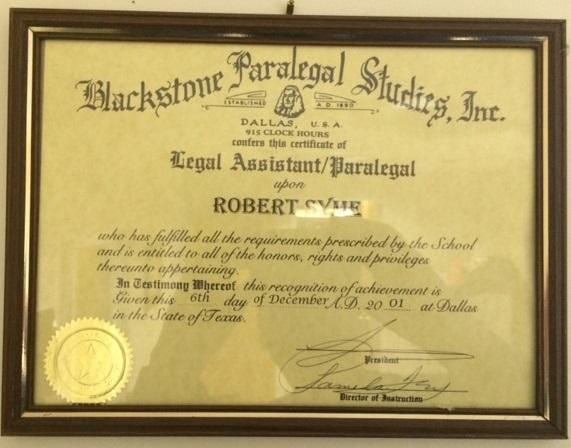 Blackstone Paralegal Studies, Inc.
ESTABLISHED A.D. 1890
DALLAS, U.S.A.
915 CLOCK HOURS
confers this certificate of
Legal Assistant/Paralegal
upon
ROBERT SYME
who has fulfilled all the requirements prescribed by the School
and is entitled to all of the honors, rights and privileges
thereunto appertaining.
In Testimony Whereof this recognition of achievement is
Given this 6th day of December A.D. 20 01 at Dallas
in the State of Texas.
President
Director of Instruction